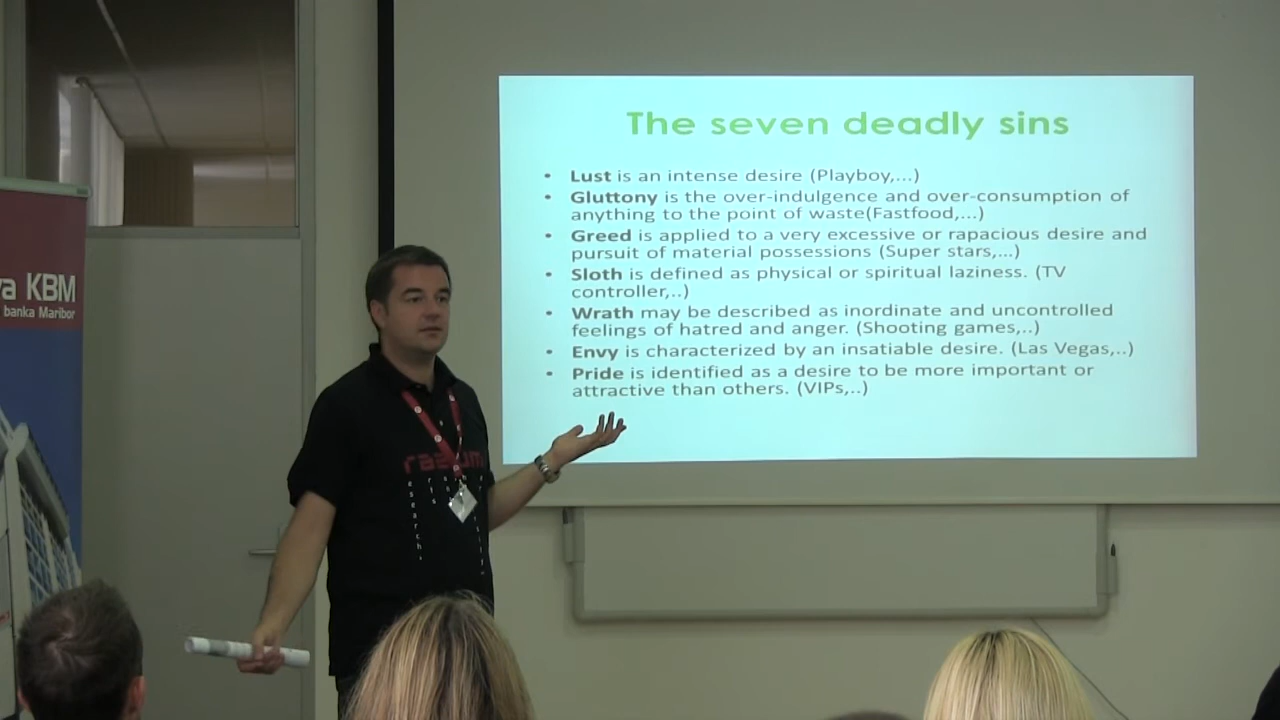 The seven deadly sins
• Lust is an intense desire (Playboy,...)
• Gluttony is the over-indulgence and over-consumption of
anything to the point of waste(Fastfood,...)
• Greed is applied to a very excessive or rapacious desire and
pursuit of material possessions (Super stars,...)
• Sloth is defined as physical or spiritual laziness. (TV
controller,..)
• Wrath may be described as inordinate and uncontrolled
feelings of hatred and anger. (Shooting games,..)
• Envy is characterized by an insatiable desire. (Las Vegas,..)
• Pride is identified as a desire to be more important or
attractive than others. (VIPs,..)
a KBM
banka Maribor